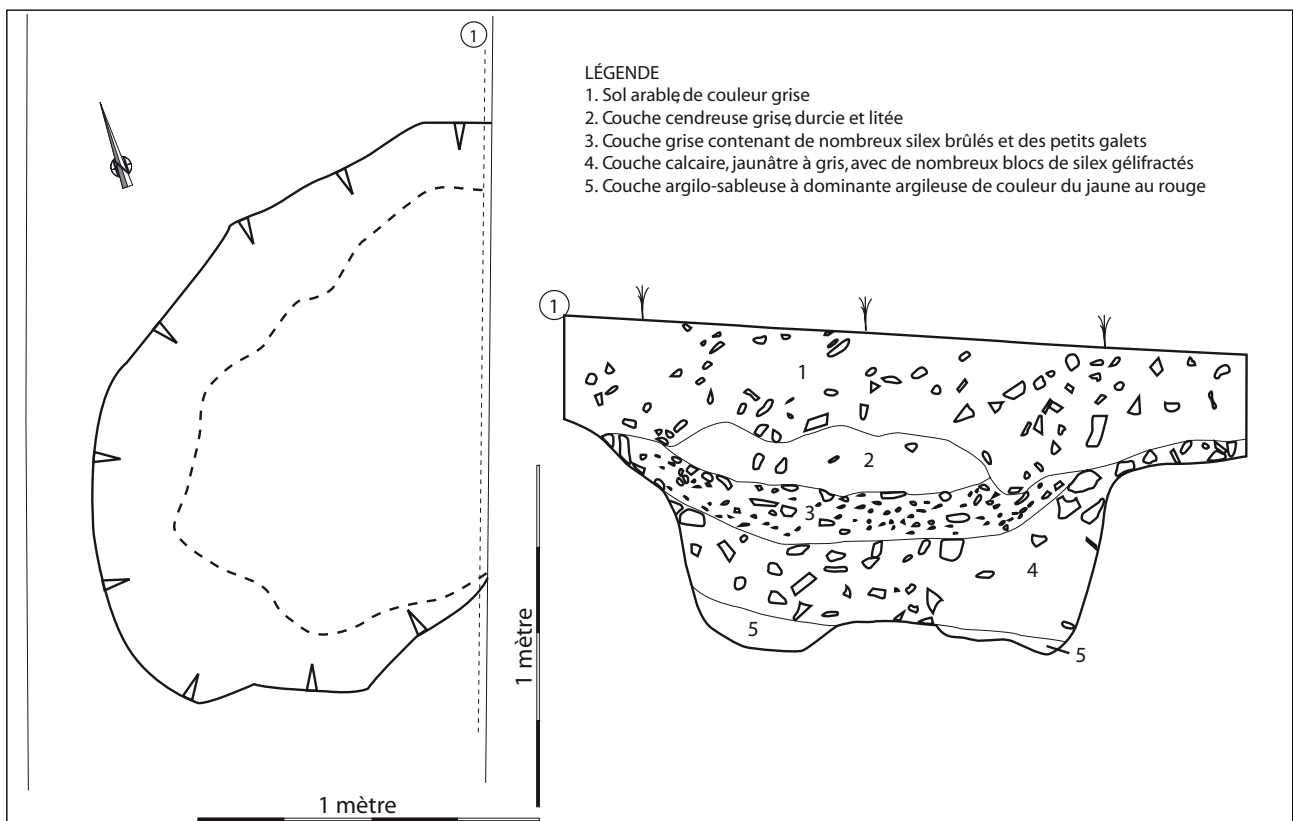 1
LÉGENDE
1. Sol arable, de couleur grise
2. Couche cendreuse grise, durcie et litée
3. Couche grise contenant de nombreux silex brûlés et des petits galets
4. Couche calcaire, jaunâtre à gris, avec de nombreux blocs de silex gélifractés
5. Couche argilo-sableuse à dominante argileuse de couleur du jaune au rouge
1
1
2
3
4
5
5
1 mètre
1 mètre